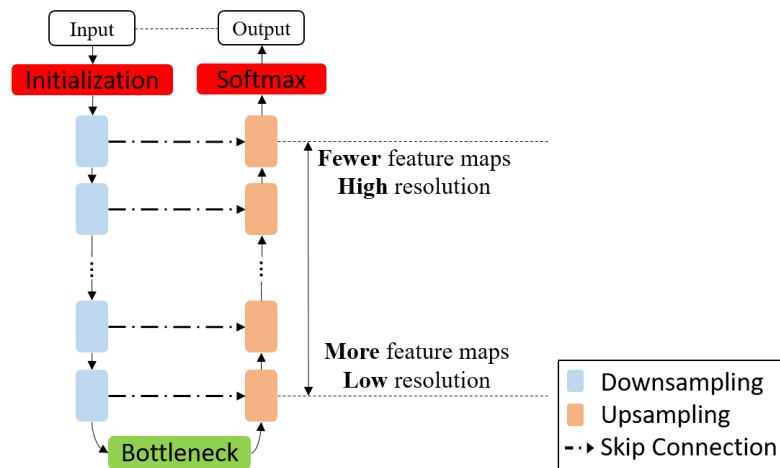 Input
Output
Initialization
Softmax
Fewer feature maps
High resolution
More feature maps
Low resolution
Bottleneck
Downsampling
Upsampling
Skip Connection